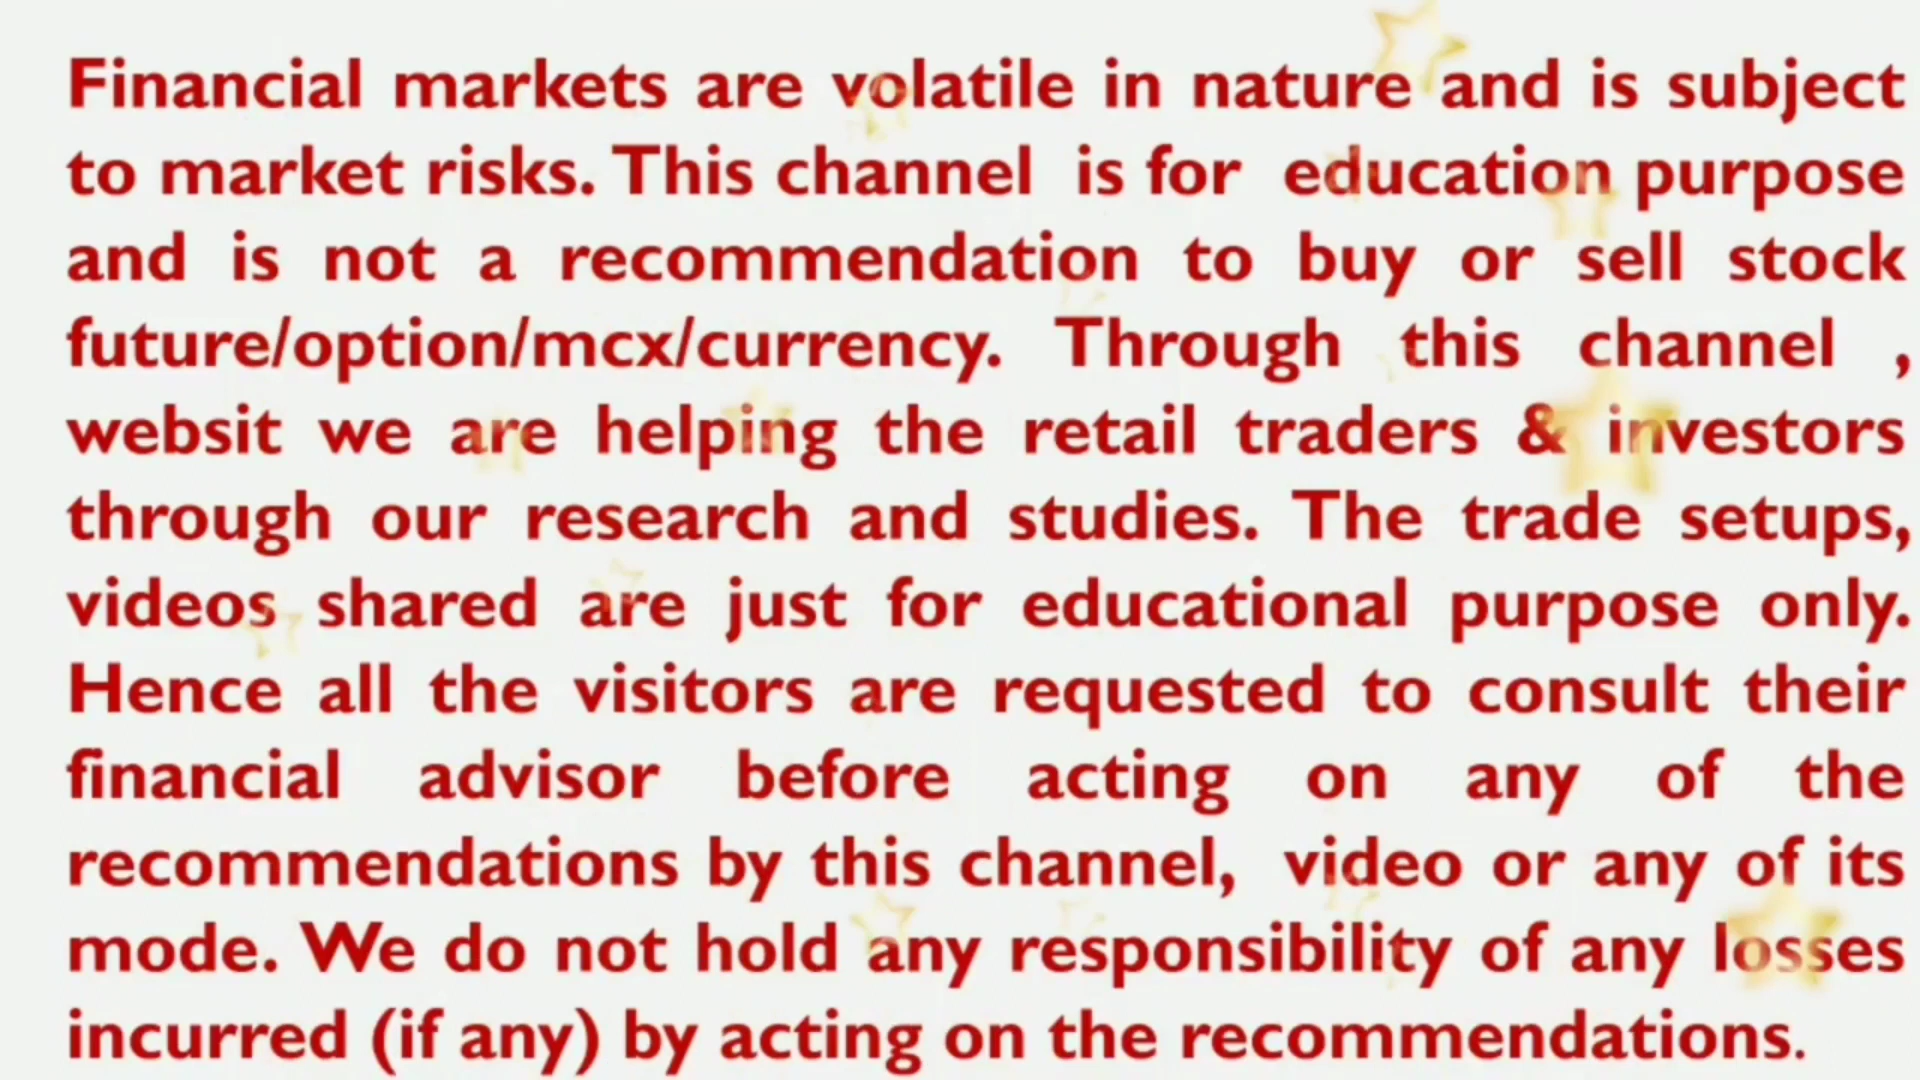 Financial markets are volatile in nature and is subject
to market risks. This channel is for education purpose
and is not a recommendation to buy or sell stock
future/option/mcx/currency. Through this channel ,
websit we are helping the retail traders & investors
through our research and studies. The trade setups,
videos shared are just for educational purpose only.
Hence all the visitors are requested to consult their
financial advisor before acting on any of the
recommendations by this channel, video or any of its
mode. We do not hold any responsibility of any losses
incurred (if any) by acting on the recommendations.